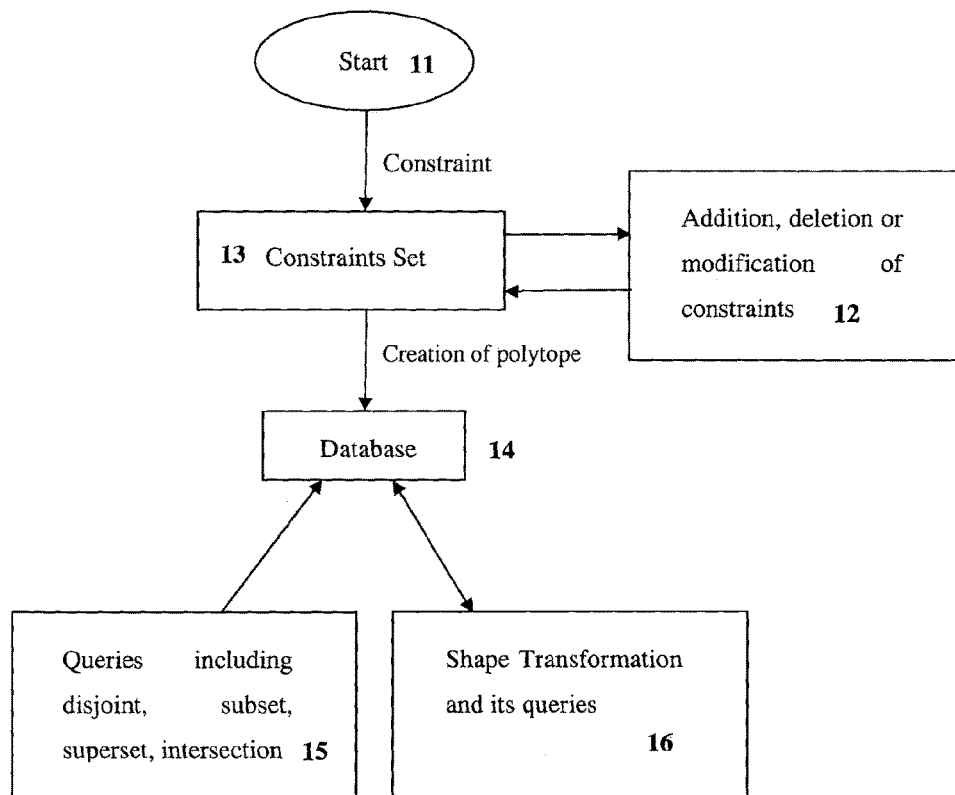 Start 11
Constraint
13 Constraints Set
Addition, deletion or
modification of
constraints 12
Creation of polytope
Database 14
Queries including
disjoint, subset,
superset, intersection 15
Shape Transformation
and its queries
16